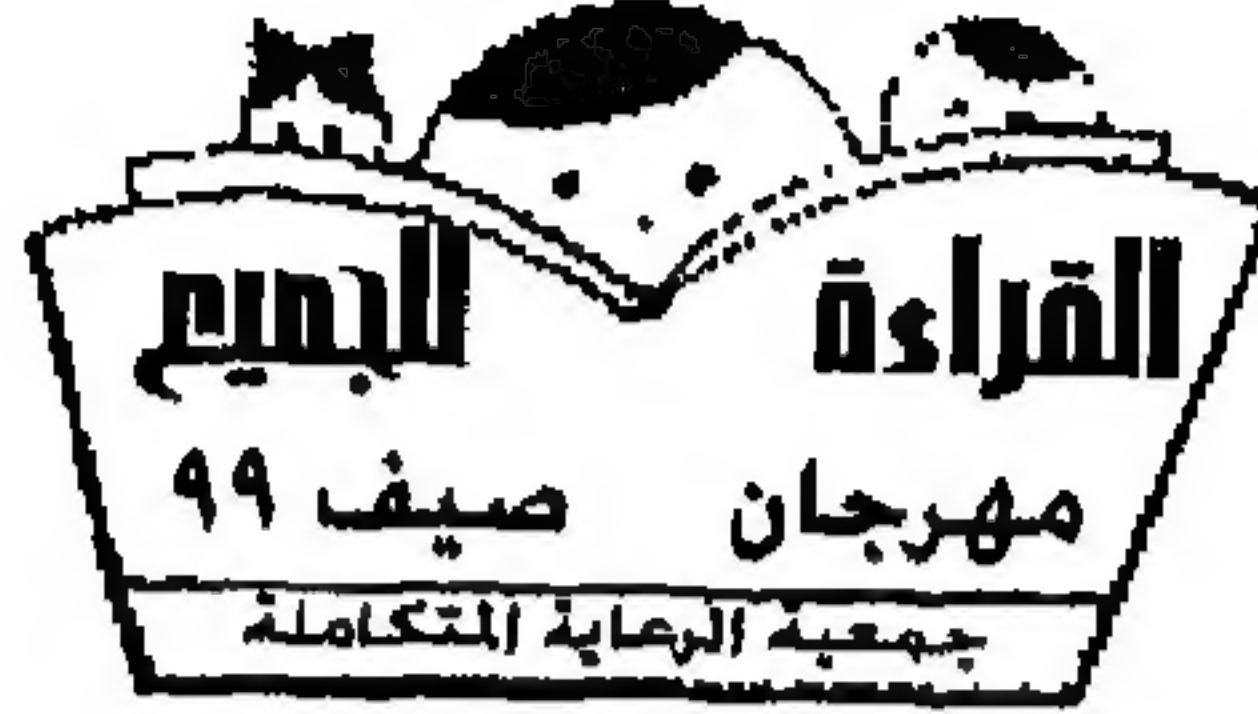 القراءة للجميع
مهرجان صيف ٩٩
جمعية الرعاية المتكاملة